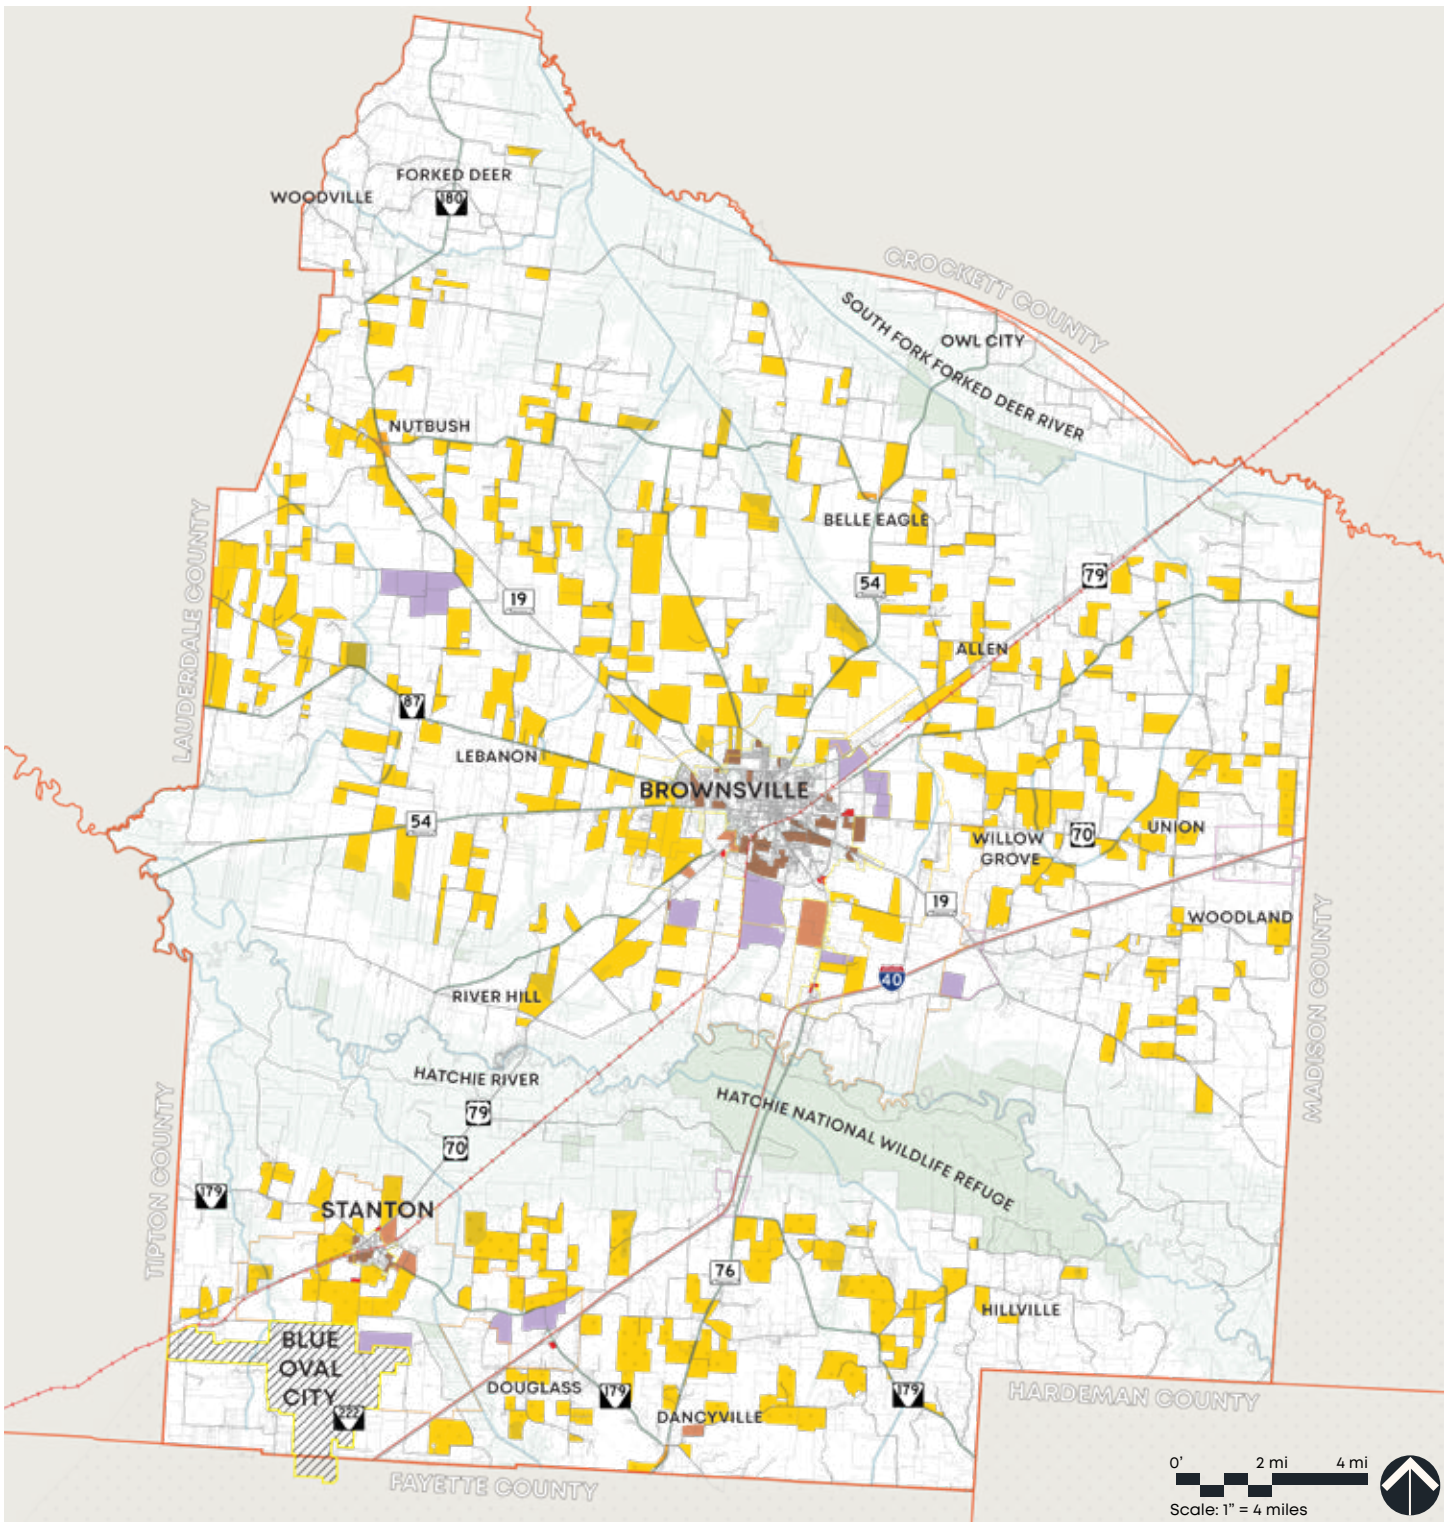 FORKED DEER
WOODVILLE
180
CROCKETT COUNTY
SOUTH FORK FORKED DEER RIVER
OWL CITY
NUTBUSH
BELLE EAGLE
LAUDERDALE COUNTY
19
54
79
ALLEN
87
LEBANON
BROWNSVILLE
54
WILLOW
GROVE
70
UNION
19
WOODLAND
40
RIVER HILL
MADISON COUNTY
HATCHIE RIVER
79
70
HATCHIE NATIONAL WILDLIFE REFUGE
TIPTON COUNTY
179
STANTON
76
HILLVILLE
BLUE
OVAL
CITY
222
DOUGLASS
179
179
DANCYVILLE
HARDEMAN COUNTY
FAYETTE COUNTY
0' 2 mi 4 mi
Scale: 1" = 4 miles